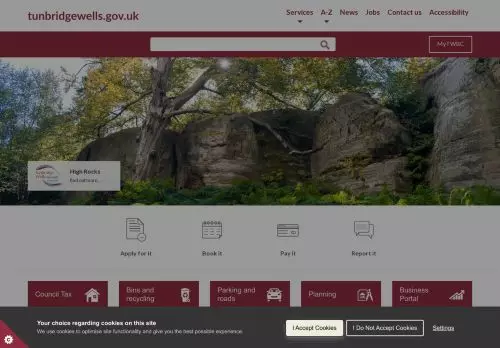 tunbridgewells.gov.uk
Services A-Z News Jobs Contact us Accessibility
MyTWBC
High Rocks
Find out more
Apply for it Book it Pay it Report it
Council Tax Bins and recycling Parking and roads Planning Business Portal
Your choice regarding cookies on this site
We use cookies to optimise site functionality and give you the best possible experience.
I Accept Cookies I Do Not Accept Cookies Settings